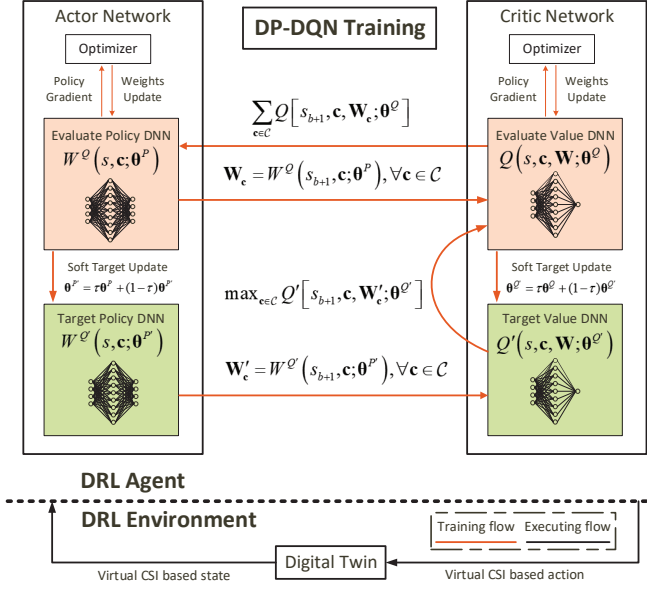 Actor Network
DP-DQN Training
Critic Network
Optimizer
Optimizer
Policy Gradient
Weights Update
Policy Gradient
Weights Update
∑_{𝐜∈𝒞} Q[s_{b+1}, 𝐜, 𝐖_𝐜; 𝛉^Q]
Evaluate Policy DNN
W^Q(s, 𝐜; 𝛉^P)
Evaluate Value DNN
Q(s, 𝐜, 𝐖; 𝛉^Q)
𝐖_𝐜 = W^Q(s_{b+1}, 𝐜; 𝛉^P), ∀𝐜 ∈ 𝒞
Soft Target Update
𝛉^{P'} = τ𝛉^P + (1−τ)𝛉^{P'}
Soft Target Update
𝛉^{Q'} = τ𝛉^Q + (1−τ)𝛉^{Q'}
max_{𝐜∈𝒞} Q'[s_{b+1}, 𝐜, 𝐖'_𝐜; 𝛉^{Q'}]
Target Policy DNN
W^{Q'}(s, 𝐜; 𝛉^{P'})
Target Value DNN
Q'(s, 𝐜, 𝐖; 𝛉^{Q'})
𝐖'_𝐜 = W^{Q'}(s_{b+1}, 𝐜; 𝛉^{P'}), ∀𝐜 ∈ 𝒞
DRL Agent
DRL Environment
Training flow
Executing flow
Digital Twin
Virtual CSI based state
Virtual CSI based action